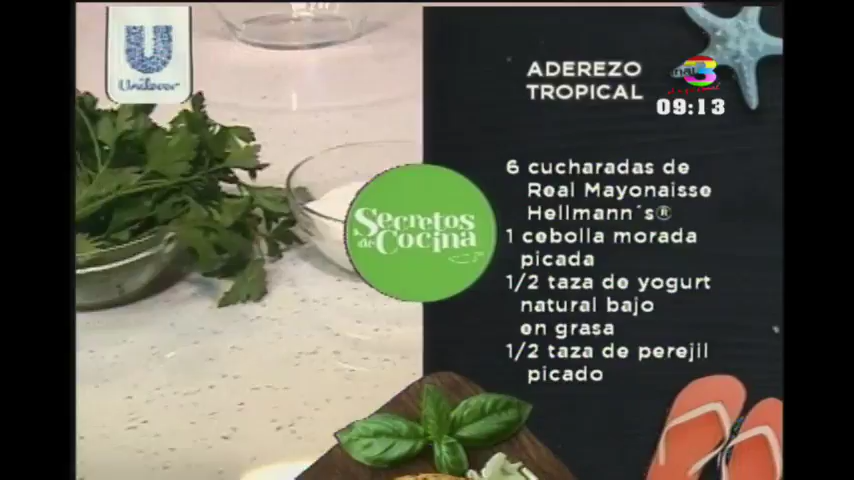 Unilever
ADEREZO
TROPICAL
3
09:13
6 cucharadas de
Real Mayonaisse
Hellmann´s®
1 cebolla morada
picada
1/2 taza de yogurt
natural bajo
en grasa
1/2 taza de perejil
picado
Secretos
de Cocina